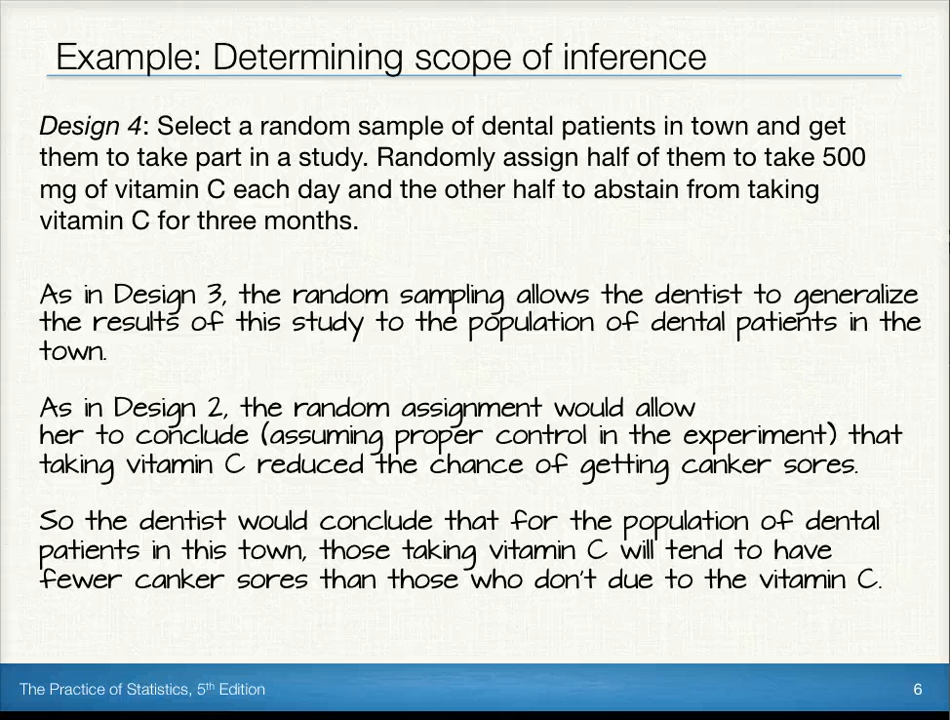 Example: Determining scope of inference
Design 4: Select a random sample of dental patients in town and get
them to take part in a study. Randomly assign half of them to take 500
mg of vitamin C each day and the other half to abstain from taking
vitamin C for three months.
As in Design 3, the random sampling allows the dentist to generalize
the results of this study to the population of dental patients in the
town.
As in Design 2, the random assignment would allow
her to conclude (assuming proper control in the experiment) that
taking vitamin C reduced the chance of getting canker sores.
So the dentist would conclude that for the population of dental
patients in this town, those taking vitamin C will tend to have
fewer canker sores than those who don't due to the vitamin C.
The Practice of Statistics, 5th Edition
6